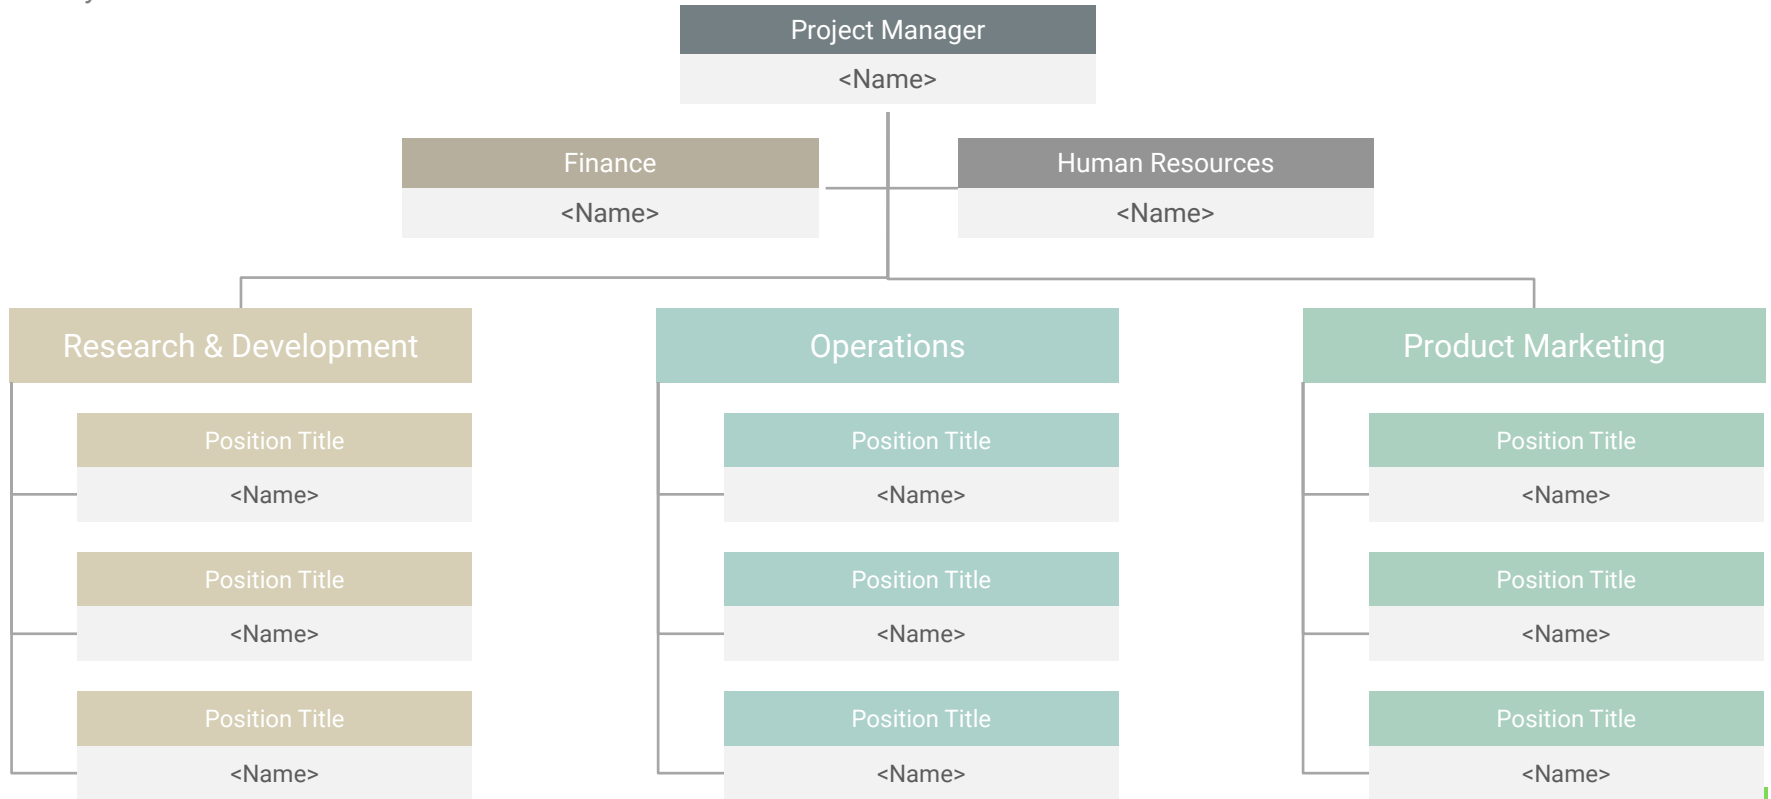 Project Manager
<Name>
Finance
<Name>
Human Resources
<Name>
Research & Development
Position Title
<Name>
Position Title
<Name>
Position Title
<Name>
Operations
Position Title
<Name>
Position Title
<Name>
Position Title
<Name>
Product Marketing
Position Title
<Name>
Position Title
<Name>
Position Title
<Name>